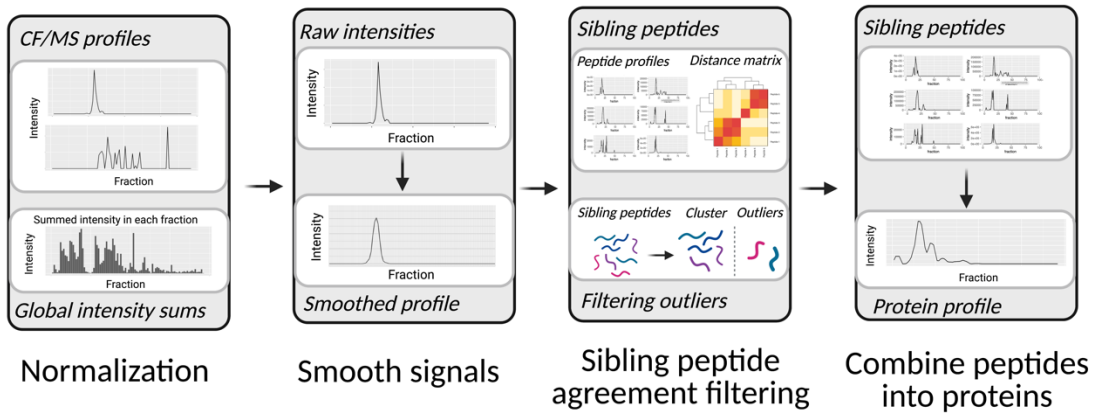 CF/MS profiles
Intensity
Fraction
Summed intensity in each fraction
Intensity
Fraction
Global intensity sums
Normalization
Raw intensities
Intensity
Fraction
Intensity
Fraction
Smoothed profile
Smooth signals
Sibling peptides
Peptide profiles
Distance matrix
Sibling peptides
Cluster
Outliers
Filtering outliers
Sibling peptide
agreement filtering
Sibling peptides
Intensity
Fraction
Protein profile
Combine peptides
into proteins